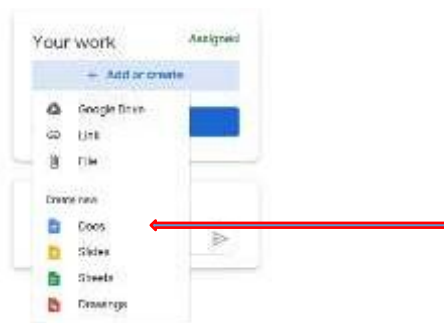 Your work Assigned
+ Add or create
Google Drive
Link
File
Create new
Docs
Slides
Sheets
Drawings